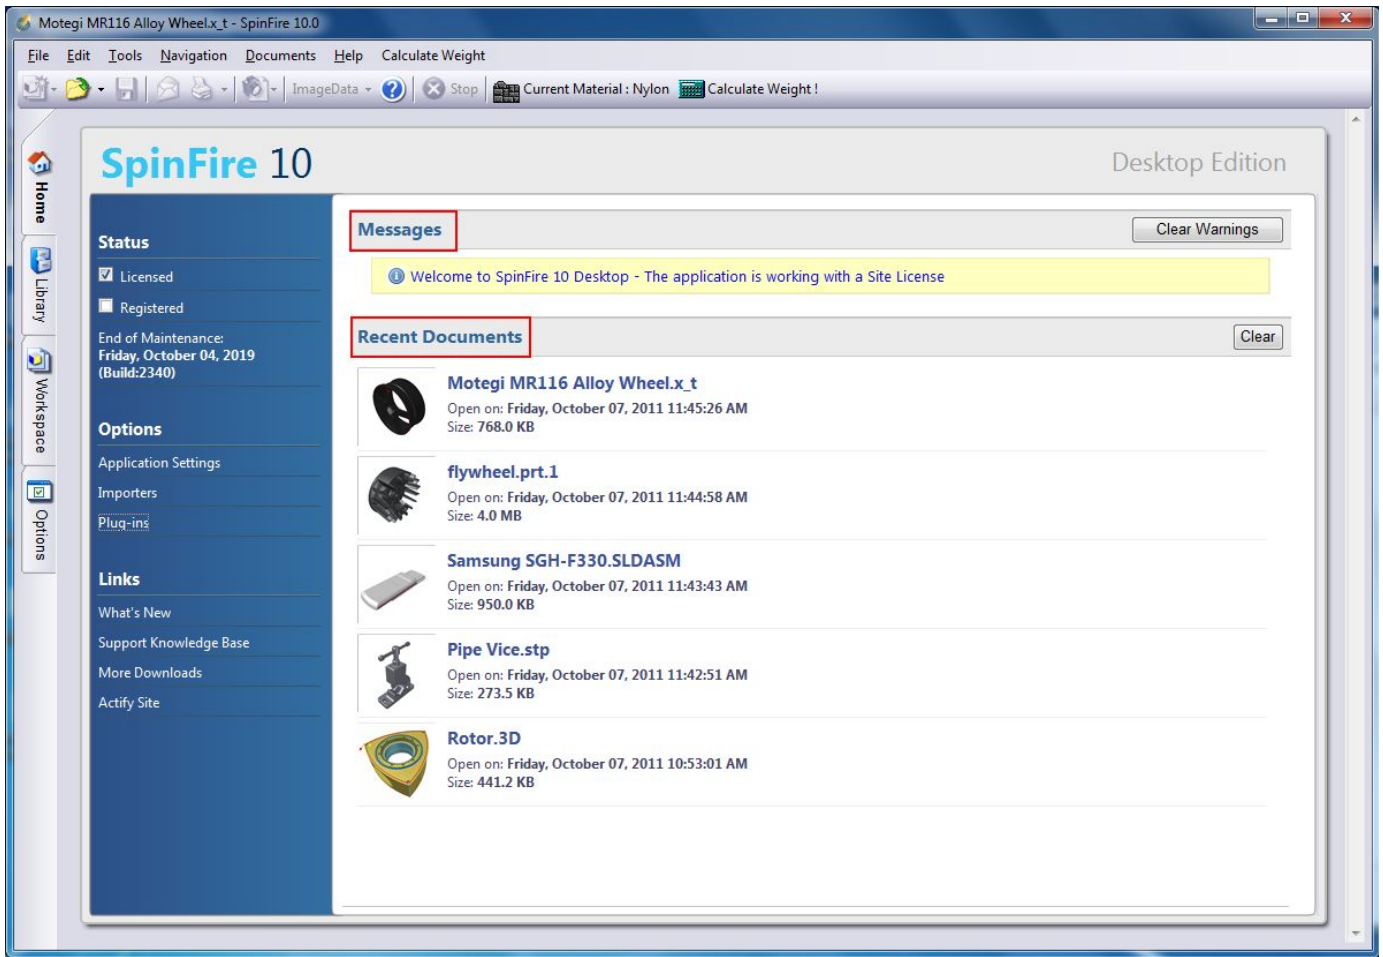 Motegi MR116 Alloy Wheel.x_t - SpinFire 10.0
File Edit Tools Navigation Documents Help Calculate Weight
ImageData Stop Current Material : Nylon Calculate Weight !
Home
Library
Workspace
Options
SpinFire 10
Desktop Edition
Status
Licensed
Registered
End of Maintenance:
Friday, October 04, 2019
(Build:2340)
Options
Application Settings
Importers
Plug-ins
Links
What's New
Support Knowledge Base
More Downloads
Actify Site
Messages
Clear Warnings
Welcome to SpinFire 10 Desktop - The application is working with a Site License
Recent Documents
Clear
Motegi MR116 Alloy Wheel.x_t
Open on: Friday, October 07, 2011 11:45:26 AM
Size: 768.0 KB
flywheel.prt.1
Open on: Friday, October 07, 2011 11:44:58 AM
Size: 4.0 MB
Samsung SGH-F330.SLDASM
Open on: Friday, October 07, 2011 11:43:43 AM
Size: 950.0 KB
Pipe Vice.stp
Open on: Friday, October 07, 2011 11:42:51 AM
Size: 273.5 KB
Rotor.3D
Open on: Friday, October 07, 2011 10:53:01 AM
Size: 441.2 KB